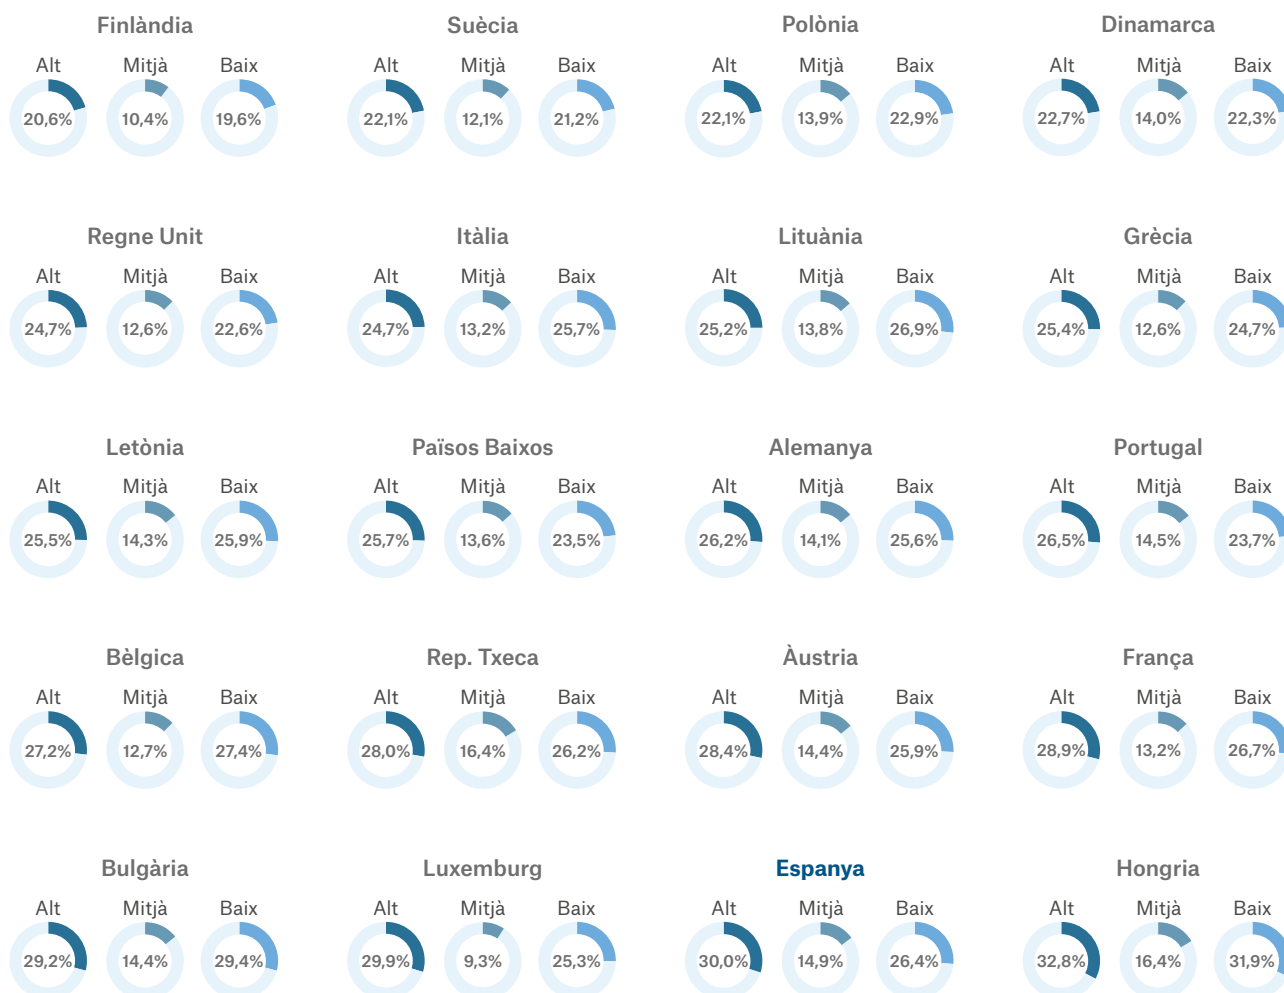 Finlàndia Suècia Polònia Dinamarca
Alt Mitjà Baix Alt Mitjà Baix Alt Mitjà Baix Alt Mitjà Baix
20,6% 10,4% 19,6% 22,1% 12,1% 21,2% 22,1% 13,9% 22,9% 22,7% 14,0% 22,3%
Regne Unit Itàlia Lituània Grècia
Alt Mitjà Baix Alt Mitjà Baix Alt Mitjà Baix Alt Mitjà Baix
24,7% 12,6% 22,6% 24,7% 13,2% 25,7% 25,2% 13,8% 26,9% 25,4% 12,6% 24,7%
Letònia Països Baixos Alemanya Portugal
Alt Mitjà Baix Alt Mitjà Baix Alt Mitjà Baix Alt Mitjà Baix
25,5% 14,3% 25,9% 25,7% 13,6% 23,5% 26,2% 14,1% 25,6% 26,5% 14,5% 23,7%
Bèlgica Rep. Txeca Àustria França
Alt Mitjà Baix Alt Mitjà Baix Alt Mitjà Baix Alt Mitjà Baix
27,2% 12,7% 27,4% 28,0% 16,4% 26,2% 28,4% 14,4% 25,9% 28,9% 13,2% 26,7%
Bulgària Luxemburg Espanya Hongria
Alt Mitjà Baix Alt Mitjà Baix Alt Mitjà Baix Alt Mitjà Baix
29,2% 14,4% 29,4% 29,9% 9,3% 25,3% 30,0% 14,9% 26,4% 32,8% 16,4% 31,9%